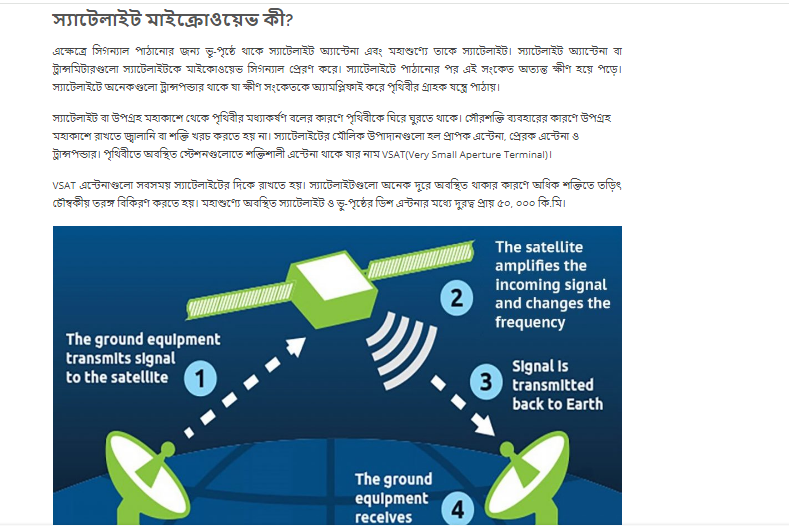 স্যাটেলাইট মাইক্রোওয়েভ কী?
এক্ষেত্রে সিগন্যাল পাঠানোর জন্য ভূ-পৃষ্ঠে থাকে স্যাটেলাইট অ্যান্টেনা এবং মহাশুণ্যে তাকে স্যাটেলাইট। স্যাটেলাইট অ্যান্টেনা বা
ট্রান্সমিটারগুলো স্যাটেলাইটকে মাইকোওয়েভ সিগন্যাল প্রেরণ করে। স্যাটেলাইটে পাঠানোর পর এই সংকেত অত্যন্ত ক্ষীণ হয়ে পড়ে।
স্যাটেলাইটে অনেকগুলো ট্রান্সপন্ডার থাকে যা ক্ষীণ সংকেতকে অ্যামপ্লিফাই করে পৃথিবীর গ্রাহক যন্ত্রে পাঠায়।
স্যাটেলাইট বা উপগ্রহ মহাকাশে থেকে পৃথিবীর মধ্যাকর্ষণ বলের কারণে পৃথিবীকে ঘিরে ঘুরতে থাকে। সৌরশক্তি ব্যবহারের কারণে উপগ্রহ
মহাকাশে রাখতে জ্বালানি বা শক্তি খরচ করতে হয় না। স্যাটেলাইটের মৌলিক উপাদানগুলো হল প্রাপক এন্টেনা, প্রেরক এন্টেনা ও
ট্রান্সপন্ডার। পৃথিবীতে অবস্থিত স্টেশনগুলোতে শক্তিশালী এন্টেনা থাকে যার নাম VSAT(Very Small Aperture Terminal)।
VSAT এন্টেনাগুলো সবসময় স্যাটেলাইটের দিকে রাখতে হয়। স্যাটেলাইটগুলো অনেক দূরে অবস্থিত থাকার কারণে অধিক শক্তিতে তড়িৎ
চৌম্বকীয় তরঙ্গ বিকিরণ করতে হয়। মহাশুণ্যে অবস্থিত স্যাটেলাইট ও ভু-পৃষ্ঠের ডিশ এন্টনার মধ্যে দুরত্ব প্রায় ৫০, ০০০ কি.মি।
The satellite
amplifies the
incoming signal
and changes the
frequency
2
The ground equipment
transmits signal
to the satellite
1
Signal is
transmitted
back to Earth
3
The ground
equipment
receives
4